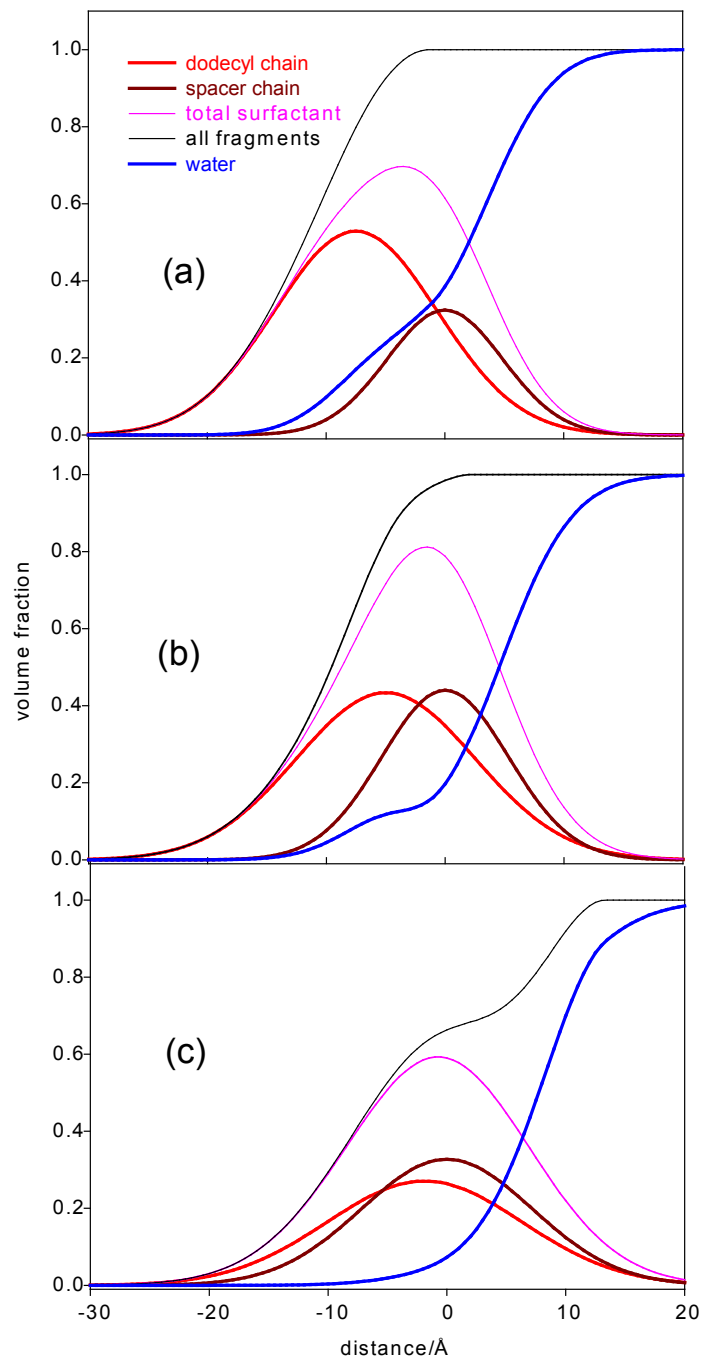 1.0
dodecyl chain
spacer chain
total surfactant
0.8
all fragments
water
0.6
(a)
0.4
0.2
0.0
1.0
0.8
volume fraction
0.6
(b)
0.4
0.2
0.0
1.0
0.8
0.6
(c)
0.4
0.2
0.0
-30 -20 -10 0 10 20
distance/Å